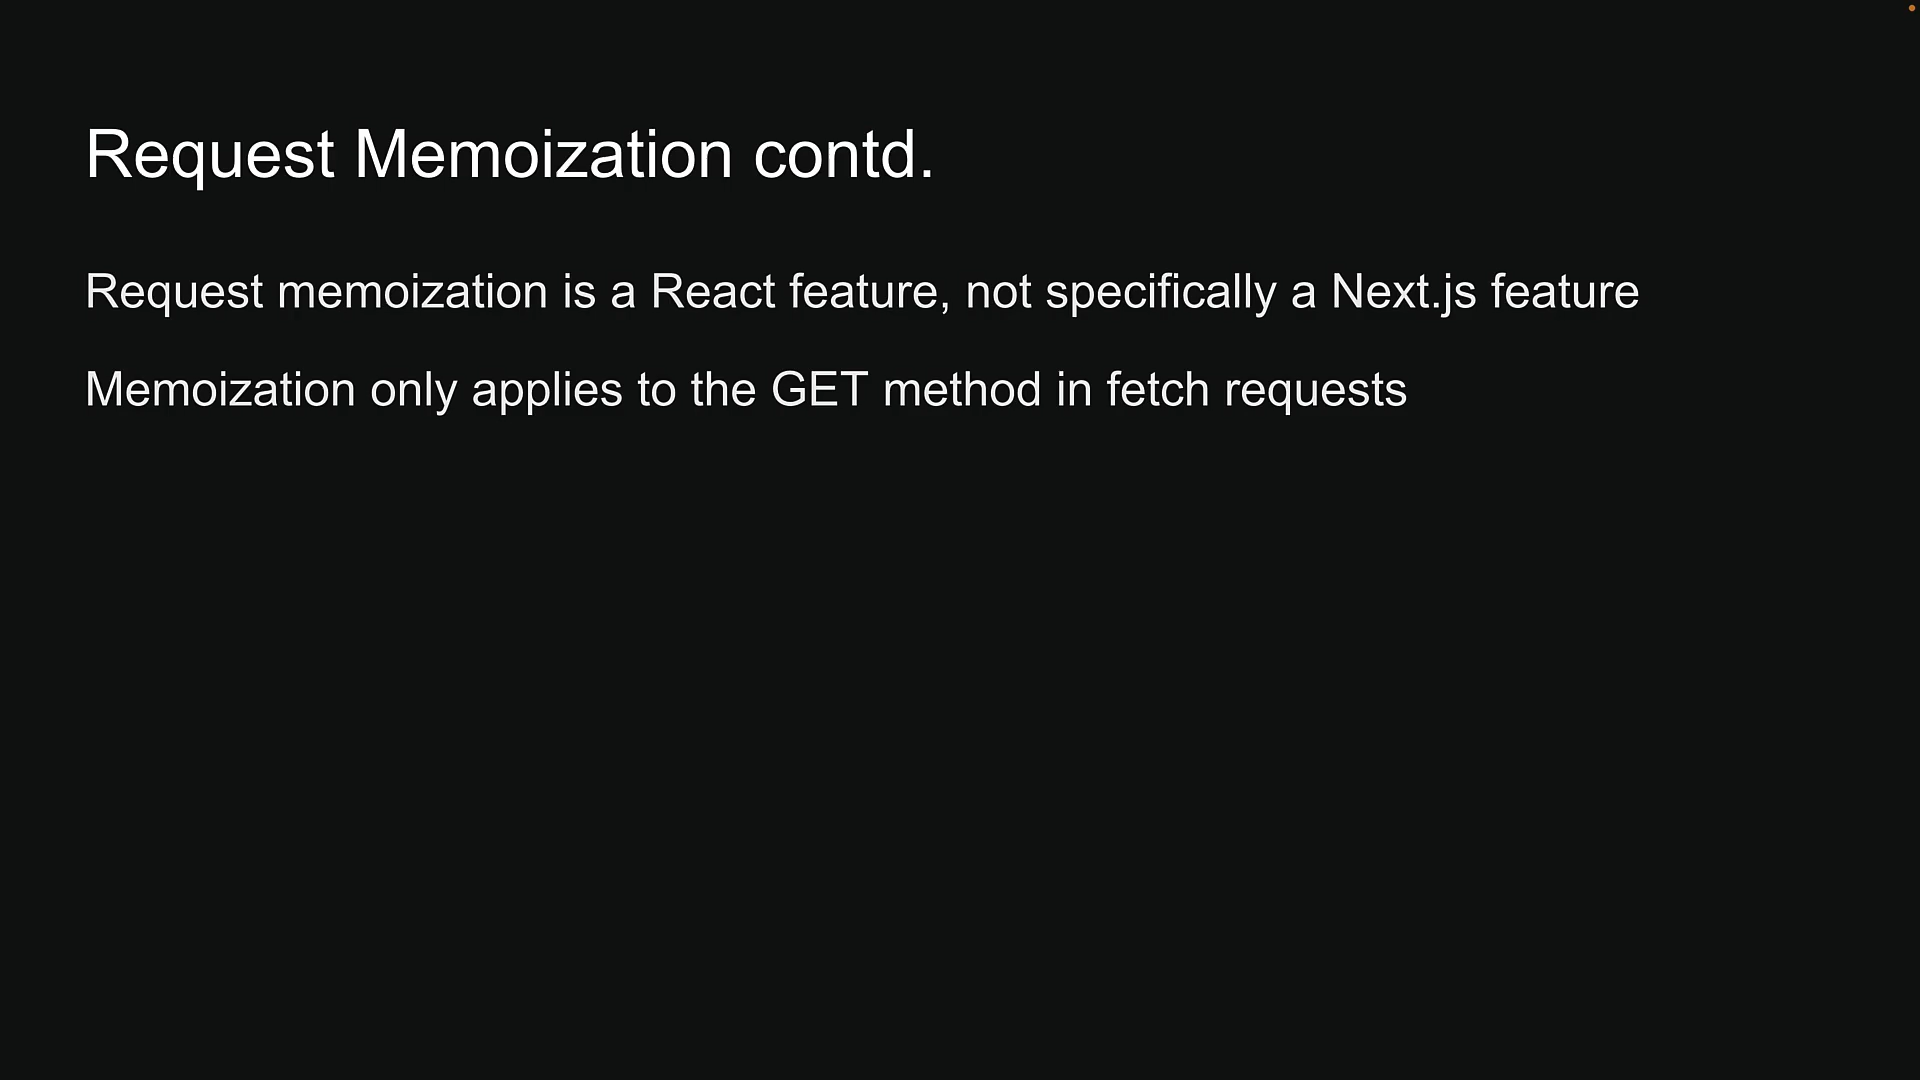 Request Memoization contd.
Request memoization is a React feature, not specifically a Next.js feature
Memoization only applies to the GET method in fetch requests